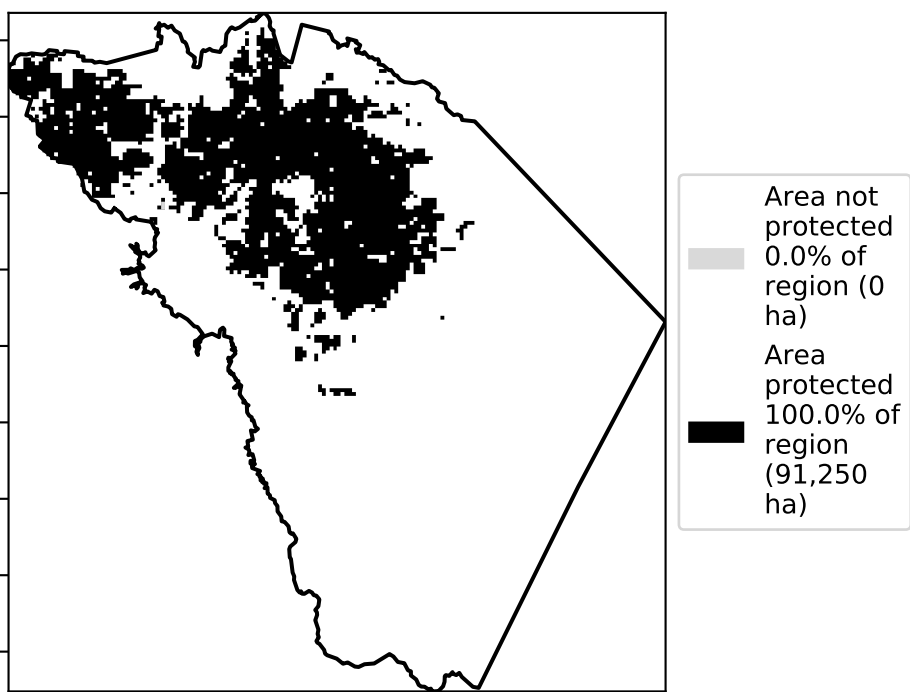 Area not
protected
0.0% of
region (0
ha)
Area
protected
100.0% of
region
(91,250
ha)